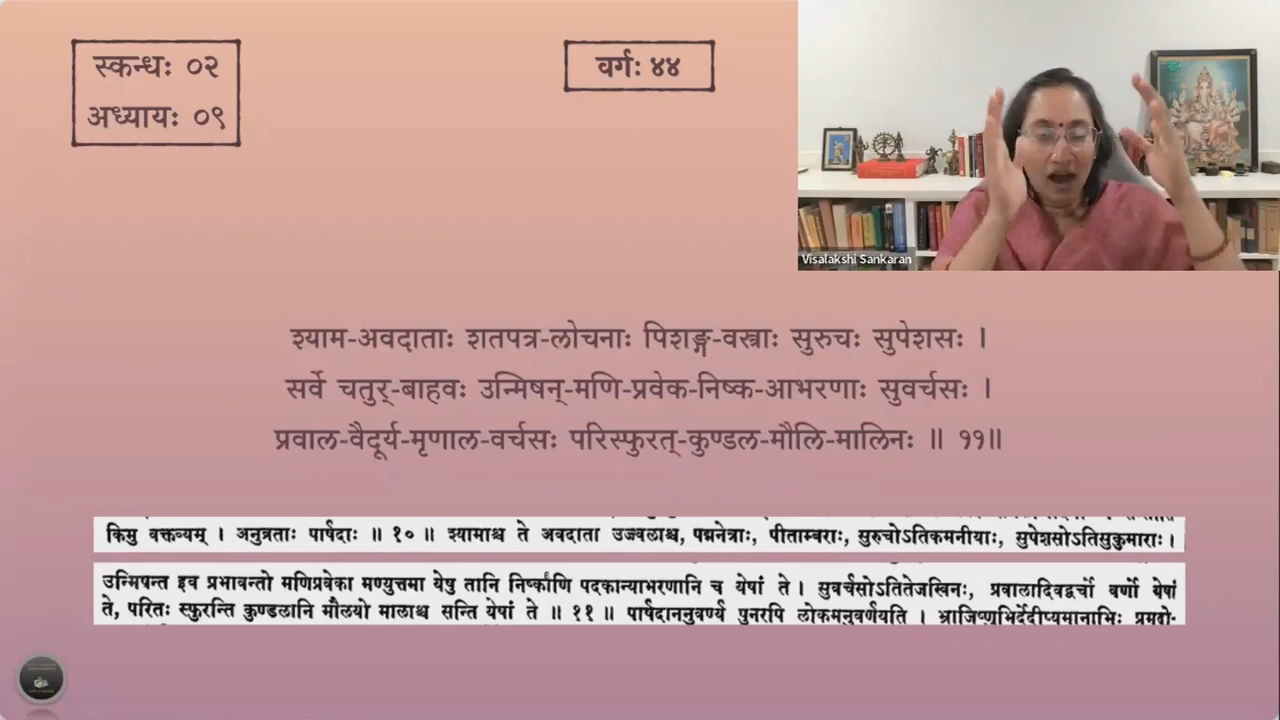 स्कन्धः ०२
अध्यायः ०९
वर्गः ४४
Visalakshi Sankaran
श्याम-अवदाताः शतपत्र-लोचनाः पिशङ्ग-वस्त्राः सुरुचः सुपेशसः ।
सर्वे चतुर्-बाहवः उन्मिषन्-मणि-प्रवेक-निष्क-आभरणाः सुवर्चसः ।
प्रवाल-वैदूर्य-मृणाल-वर्चसः परिस्फुरत्-कुण्डल-मौलि-मालिनः ॥ ११॥
किमु वक्तव्यम् । अनुव्रताः पार्षदाः ॥ १० ॥ श्यामाश्च ते अवदाता उज्ज्वलाश्च, पद्मनेत्राः, पीताम्बराः, सुरुचोऽतिकमनीयाः, सुपेशसोऽतिसुकुमाराः ।
उन्मिषन्त इव प्रभावन्तो मणिप्रवेका मण्युत्तमा येषु तानि निष्काणि पदकान्याभरणानि च येषां ते । सुवर्चसोऽतितेजस्विनः, प्रवालादिवद्वर्चो वर्णो येषां
ते, परितः स्फुरन्ति कुण्डलानि मौलयो मालाश्च सन्ति येषां ते ॥ ११ ॥ पार्षदाननुवर्ण्य पुनरपि लोकमनुवर्णयति । भ्राजिष्णुभिर्देदीप्यमानाभिः